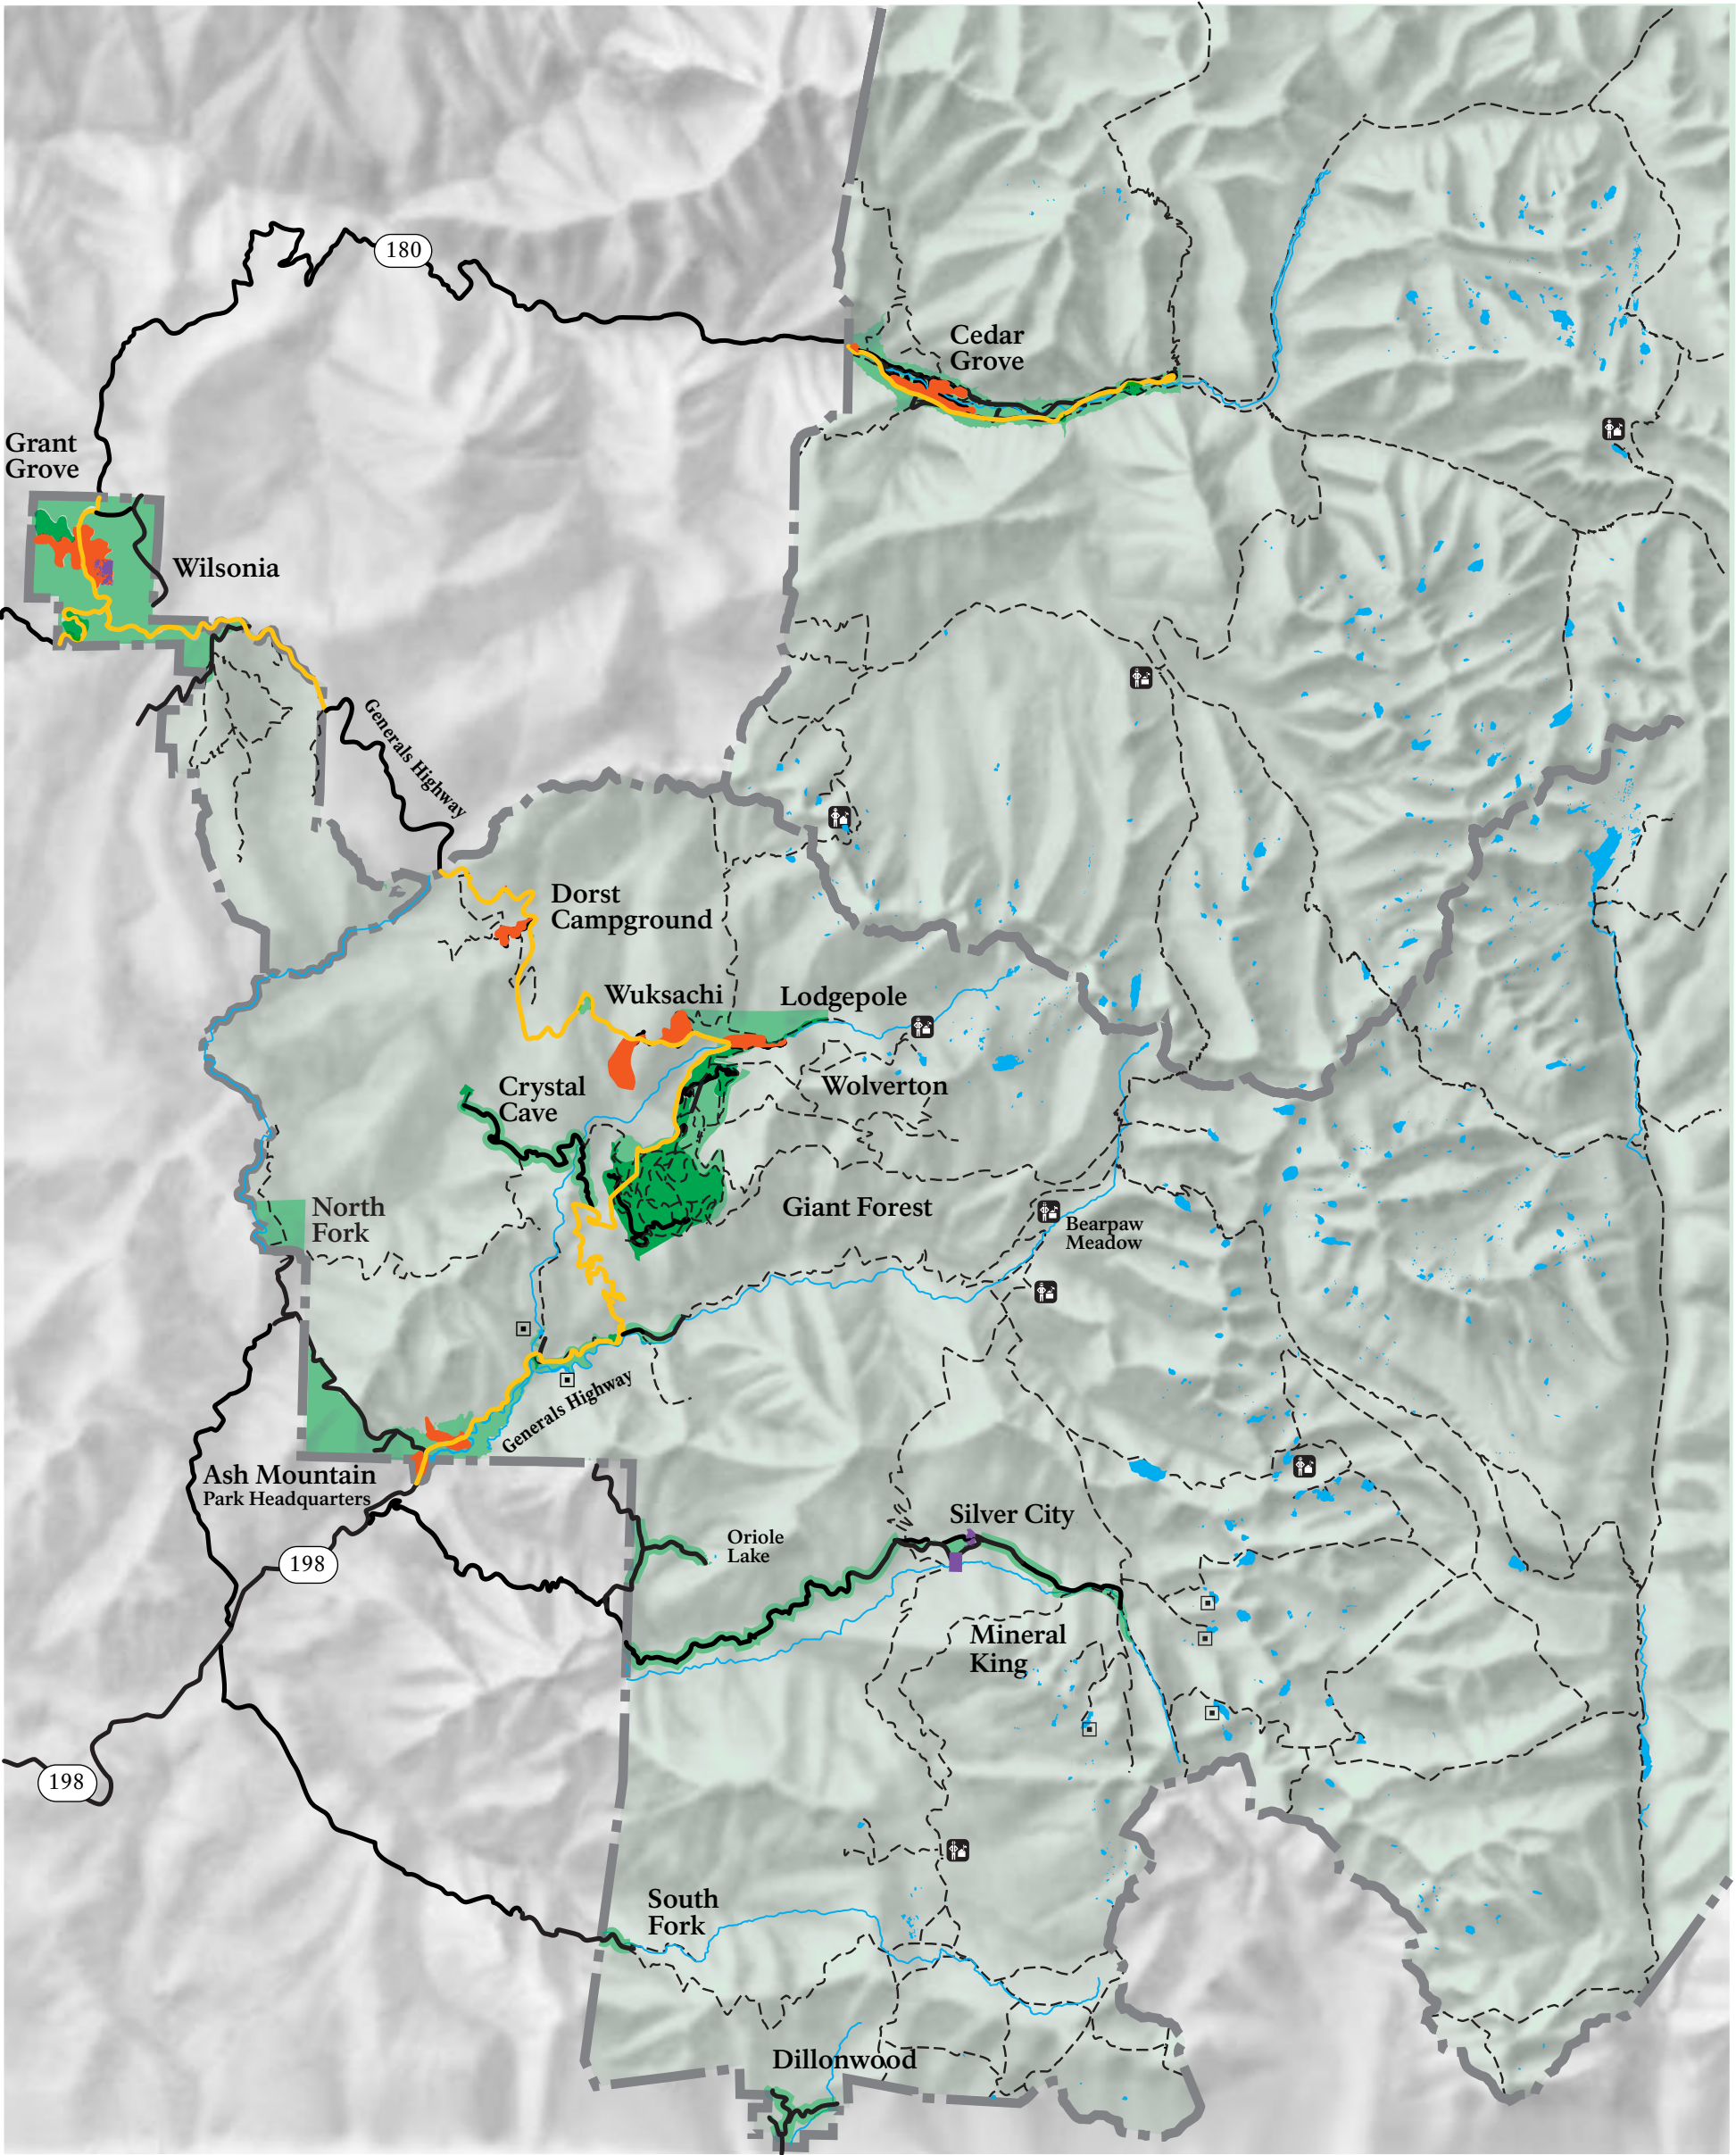 180
Cedar
Grove
Grant
Grove
Wilsonia
Generals Highway
Dorst
Campground
Wuksachi
Lodgepole
Crystal
Cave
Wolverton
North
Fork
Giant Forest
Bearpaw
Meadow
Generals Highway
Ash Mountain
Park Headquarters
Silver City
Oriole
Lake
198
Mineral
King
198
South
Fork
Dillonwood